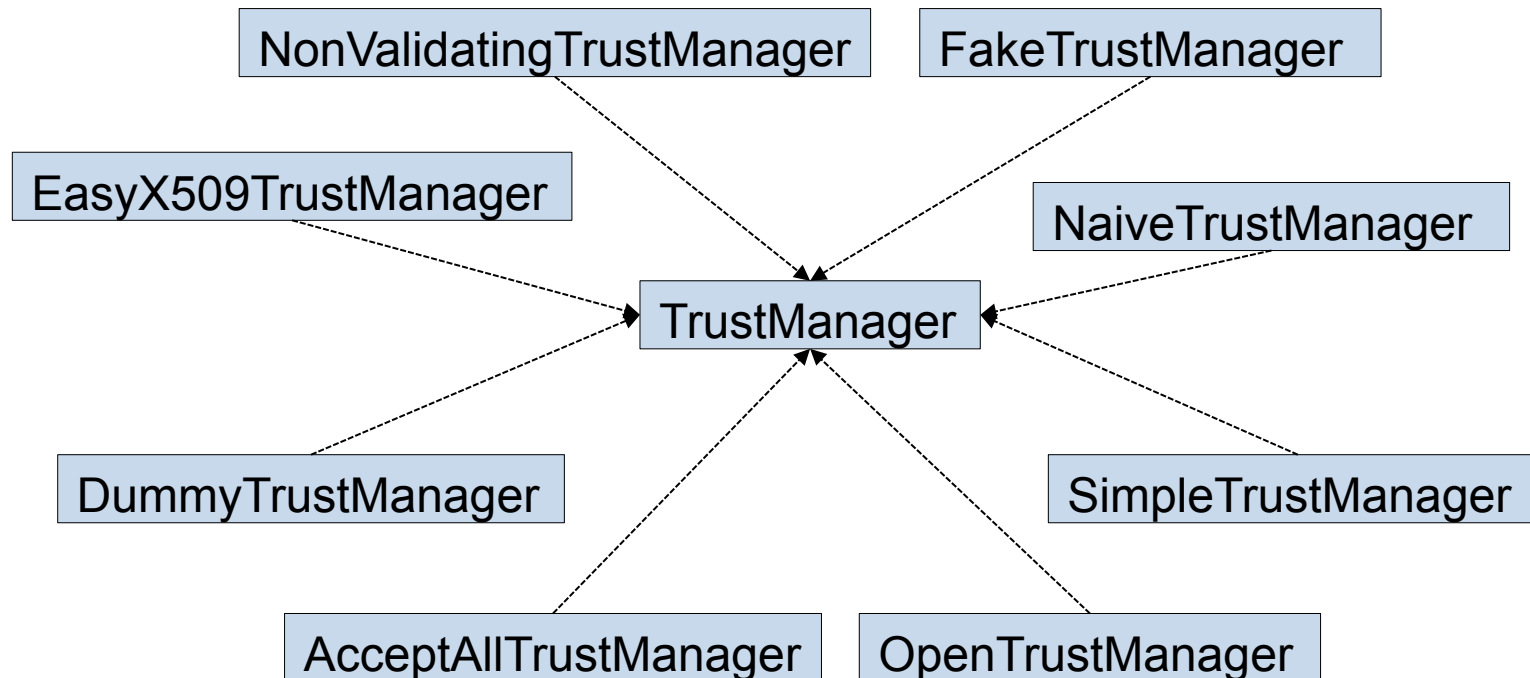 NonValidatingTrustManager
FakeTrustManager
EasyX509TrustManager
NaiveTrustManager
TrustManager
DummyTrustManager
SimpleTrustManager
AcceptAllTrustManager
OpenTrustManager